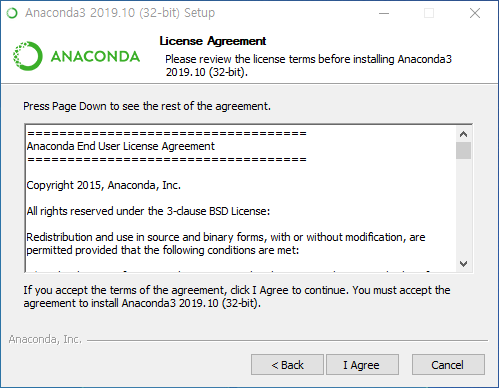 Anaconda3 2019.10 (32-bit) Setup
ANACONDA
License Agreement
Please review the license terms before installing Anaconda3
2019.10 (32-bit).
Press Page Down to see the rest of the agreement.
====================================
Anaconda End User License Agreement
====================================
Copyright 2015, Anaconda, Inc.
All rights reserved under the 3-clause BSD License:
Redistribution and use in source and binary forms, with or without modification, are
permitted provided that the following conditions are met:
If you accept the terms of the agreement, click I Agree to continue. You must accept the
agreement to install Anaconda3 2019.10 (32-bit).
Anaconda, Inc.
< Back
I Agree
Cancel